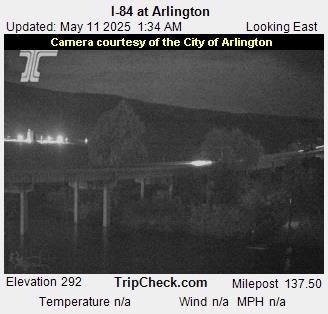 I-84 at Arlington
Updated: May 11 2025 1:34 AM Looking East
Camera courtesy of the City of Arlington
Elevation 292 TripCheck.com Milepost 137.50
Temperature n/a Wind n/a MPH n/a